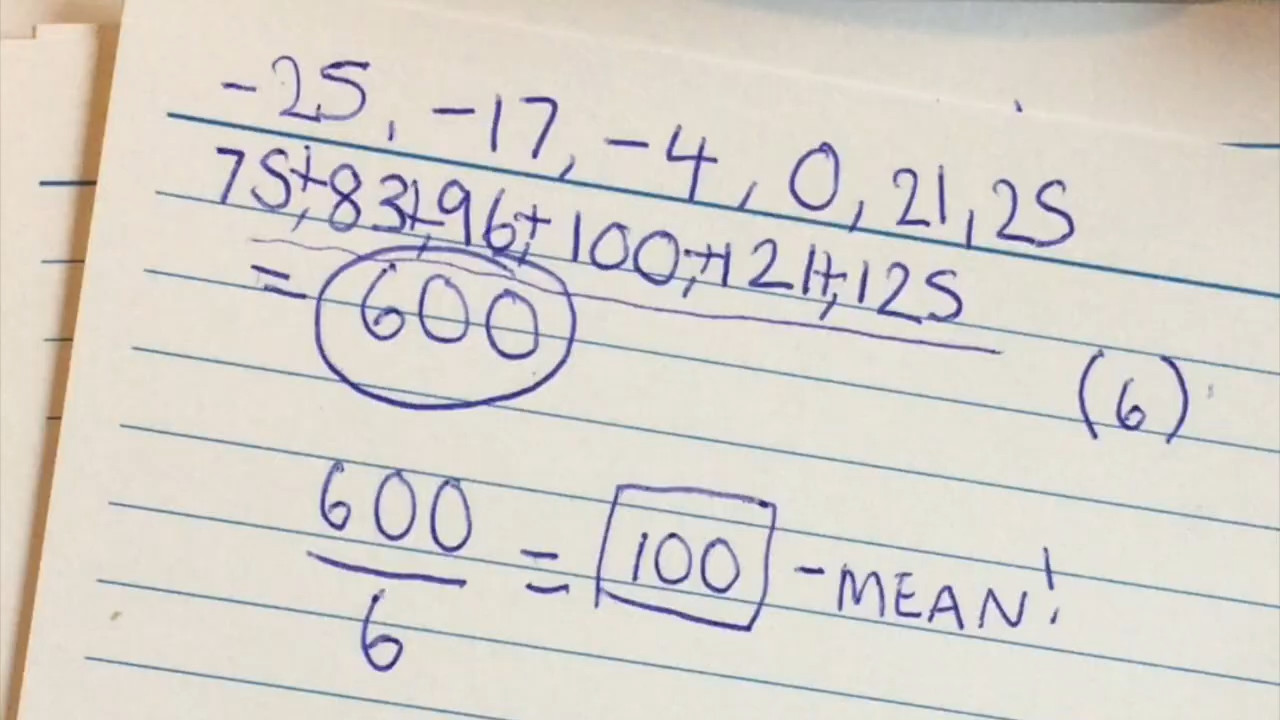 -25, -17, -4, 0, 21, 25
75+, 83+, 96+, 100,+ 121+, 125
= 600
(6)
600
6
= 100 - MEAN!